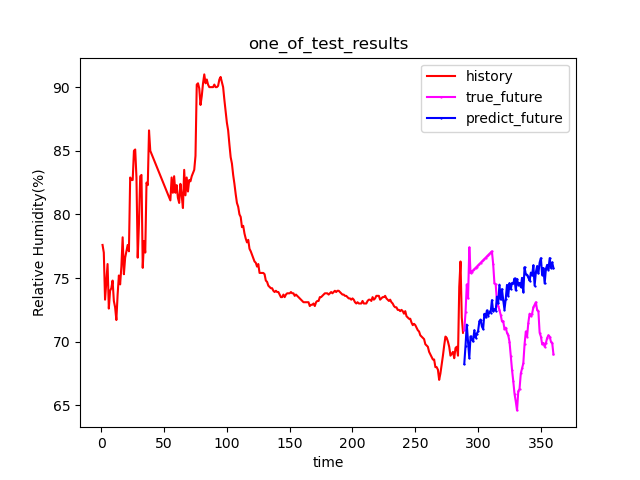 one_of_test_results
history
true_future
predict_future
Relative Humidity(%)
90
85
80
75
70
65
0 50 100 150 200 250 300 350
time